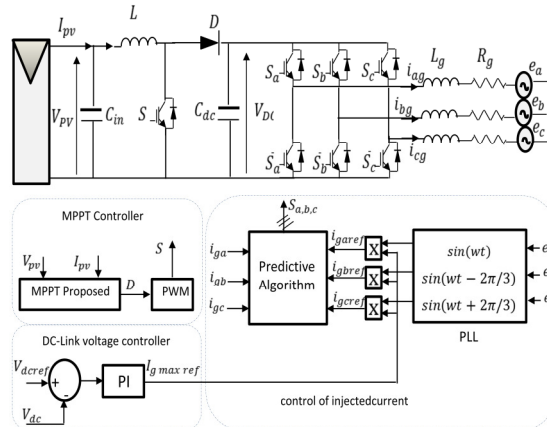 I_pv
L
D
V_PV
C_in
S
C_dc
V_DC
S_a
S_b
S_c
S̄_a
S̄_b
S̄_c
i_ag
i_bg
i_cg
L_g
R_g
e_a
e_b
e_c
MPPT Controller
V_pv
I_pv
S
MPPT Proposed
D
PWM
DC-Link voltage controller
V_dcref
+
-
V_dc
PI
I_g max ref
S_a,b,c
i_ga
i_ab
i_gc
Predictive
Algorithm
i_garef
i_gbref
i_gcref
X
X
X
sin(wt)
sin(wt − 2π/3)
sin(wt + 2π/3)
PLL
e
e
e
control of injectedcurrent